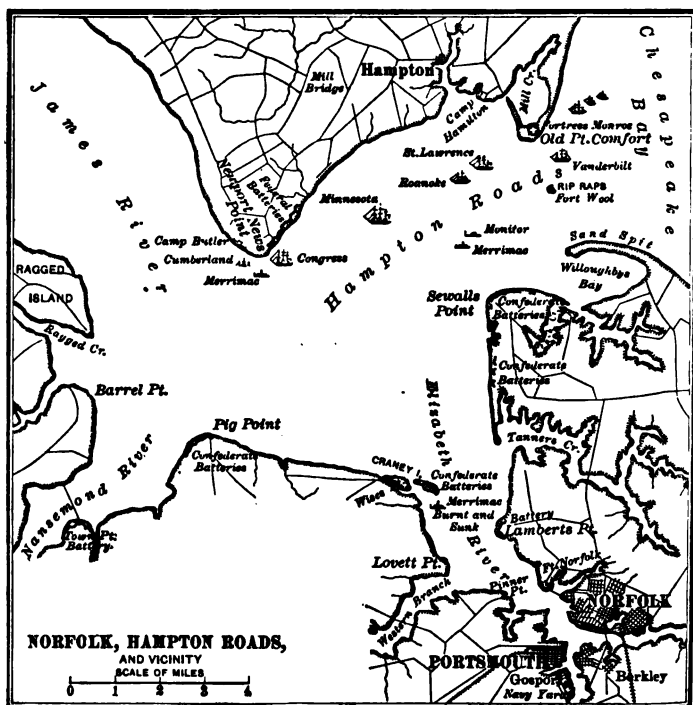 Chesapeake
Bay
James River
Hampton
Mill
Bridge
Camp
Hamilton
Mill Cr.
Fortress Monroe
Old Pt. Comfort
St. Lawrence
Vanderbilt
Roanoke
RIP RAPS
Fort Wool
Newport News
Point
Federal
Batteries
Minnesota
Hampton Roads
Monitor
Merrimac
Camp Butler
Cumberland
Congress
Merrimac
Sand Spit
Willoughbys
Bay
RAGGED
ISLAND
Ragged Cr.
Sewalls
Point
Confederate
Batteries
Confederate
Batteries
Barrel Pt.
Elizabeth
River
Pig Point
Confederate
Batteries
Tanners Cr.
Nansemond River
CRANEY I.
Confederate
Batteries
Wises
Merrimac
Burnt and
Sunk
Battery
Lamberts Pt.
Town Pt.
Battery.
Lovett Pt.
Ft. Norfolk
Pinner
Pt.
Western Branch
NORFOLK
NORFOLK, HAMPTON ROADS,
AND VICINITY
SCALE OF MILES
0 1 2 3 4
PORTSMOUTH
Gosport
Navy Yard
Berkley